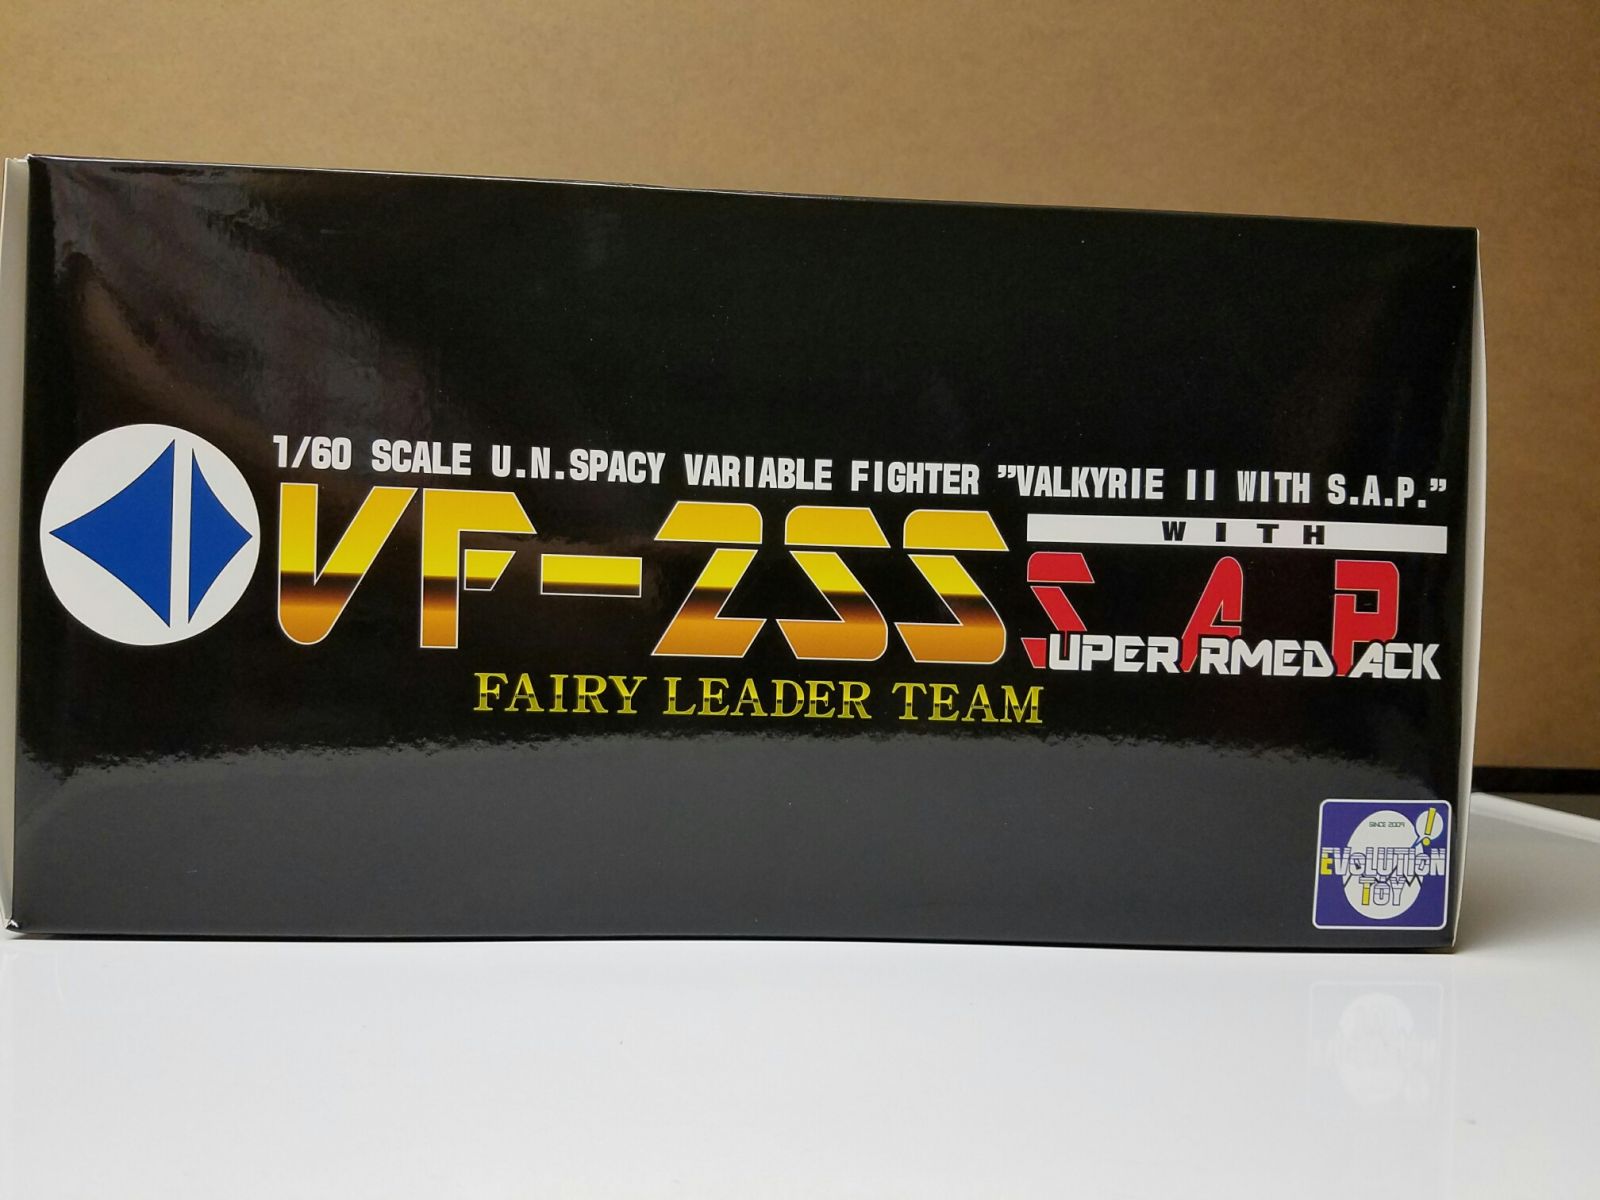 1/60 SCALE U.N.SPACY VARIABLE FIGHTER ”VALKYRIE II WITH S.A.P.”
VF-2SS
WITH
SUPER ARMED PACK
FAIRY LEADER TEAM
SINCE 2009
!
EVOLUTION
TOY